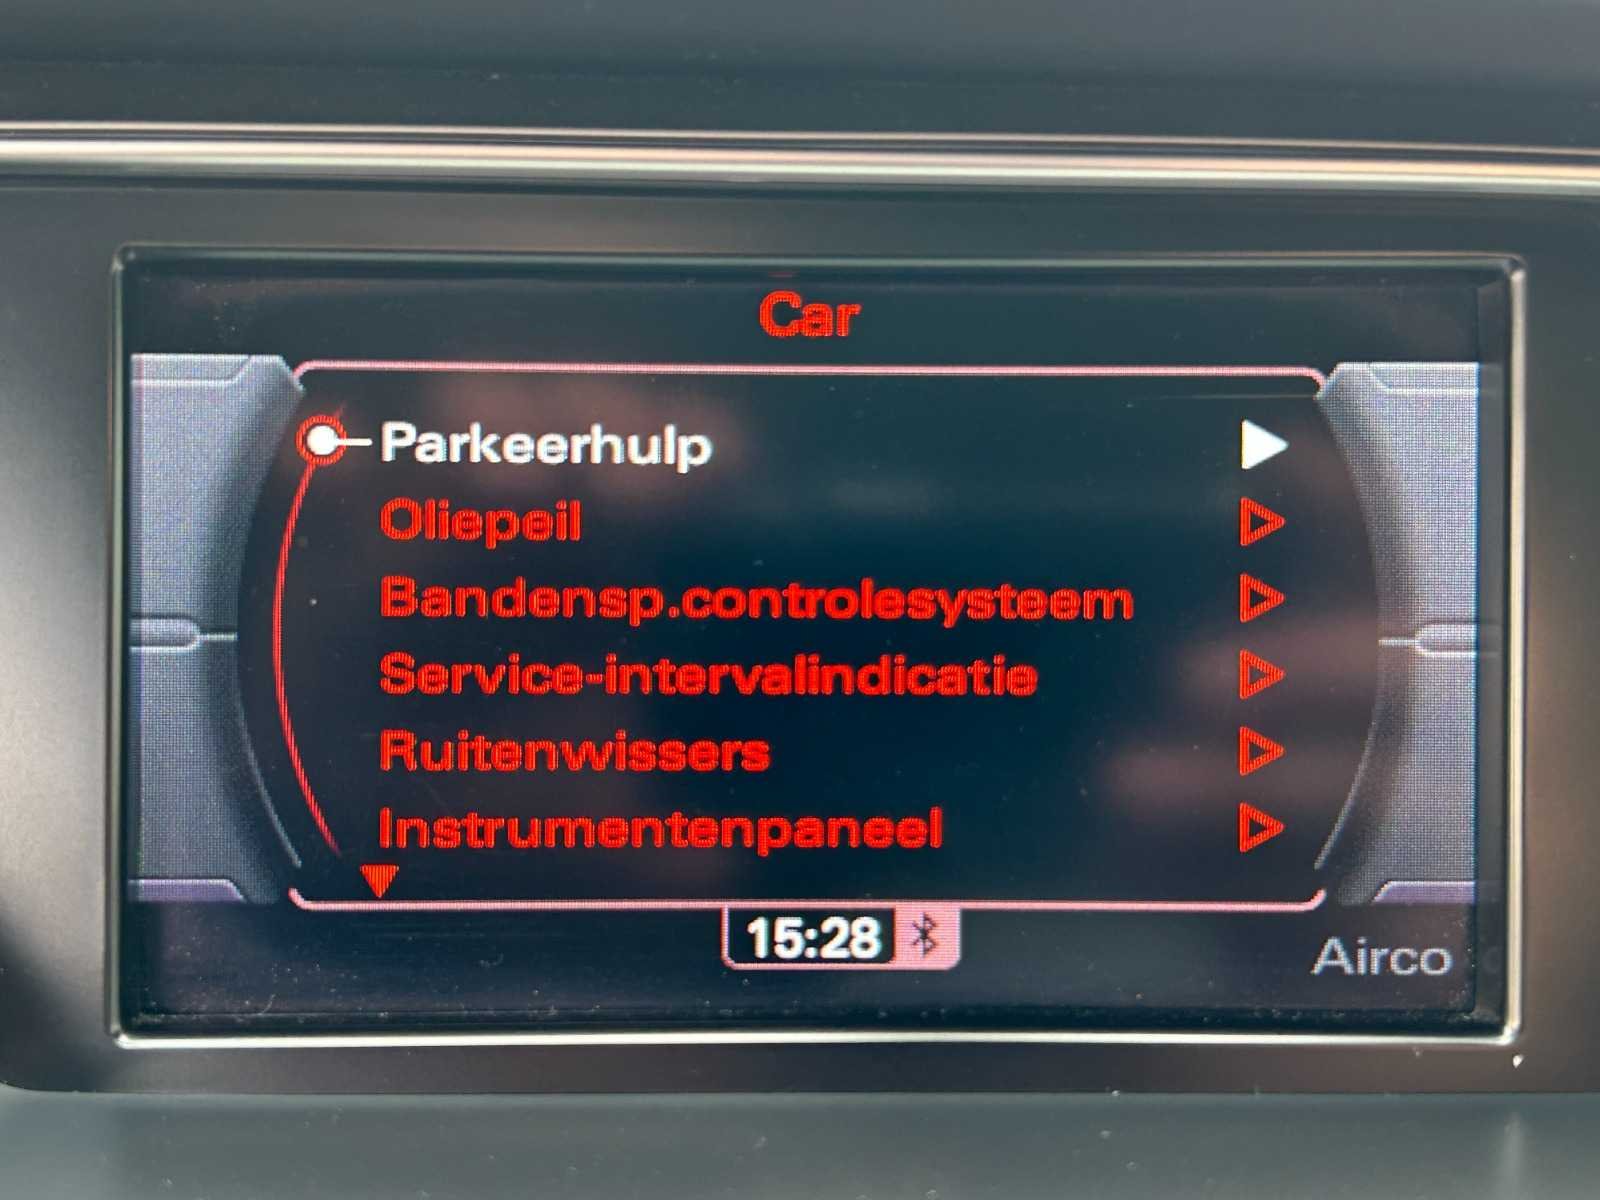 Car
Parkeerhulp
Oliepeil
Bandensp.controlesysteem
Service-intervalindicatie
Ruitenwissers
Instrumentenpaneel
15:28
Airco